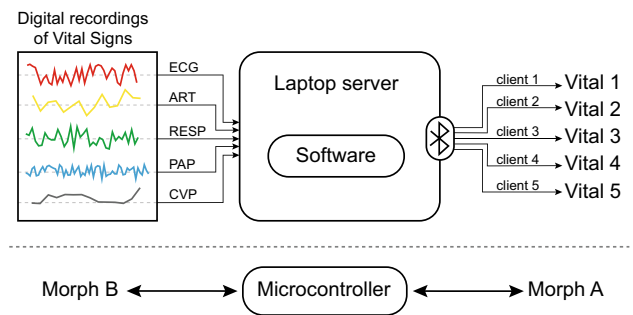 Digital recordings
of Vital Signs
ECG
ART
RESP
PAP
CVP
Laptop server
Software
client 1
Vital 1
client 2
Vital 2
client 3
Vital 3
client 4
Vital 4
client 5
Vital 5
Morph B
Microcontroller
Morph A